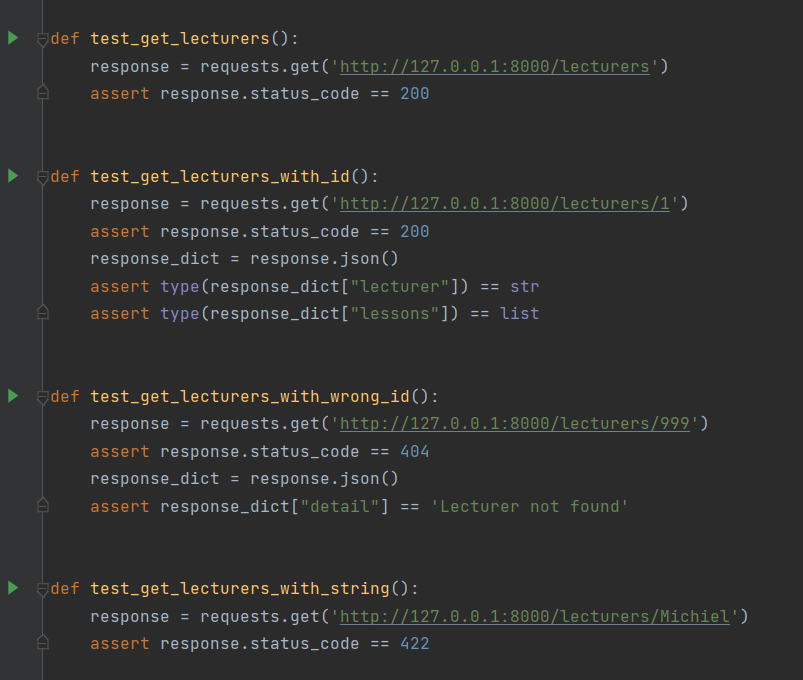 def test_get_lecturers():
    response = requests.get('http://127.0.0.1:8000/lecturers')
    assert response.status_code == 200
def test_get_lecturers_with_id():
    response = requests.get('http://127.0.0.1:8000/lecturers/1')
    assert response.status_code == 200
    response_dict = response.json()
    assert type(response_dict["lecturer"]) == str
    assert type(response_dict["lessons"]) == list
def test_get_lecturers_with_wrong_id():
    response = requests.get('http://127.0.0.1:8000/lecturers/999')
    assert response.status_code == 404
    response_dict = response.json()
    assert response_dict["detail"] == 'Lecturer not found'
def test_get_lecturers_with_string():
    response = requests.get('http://127.0.0.1:8000/lecturers/Michiel')
    assert response.status_code == 422